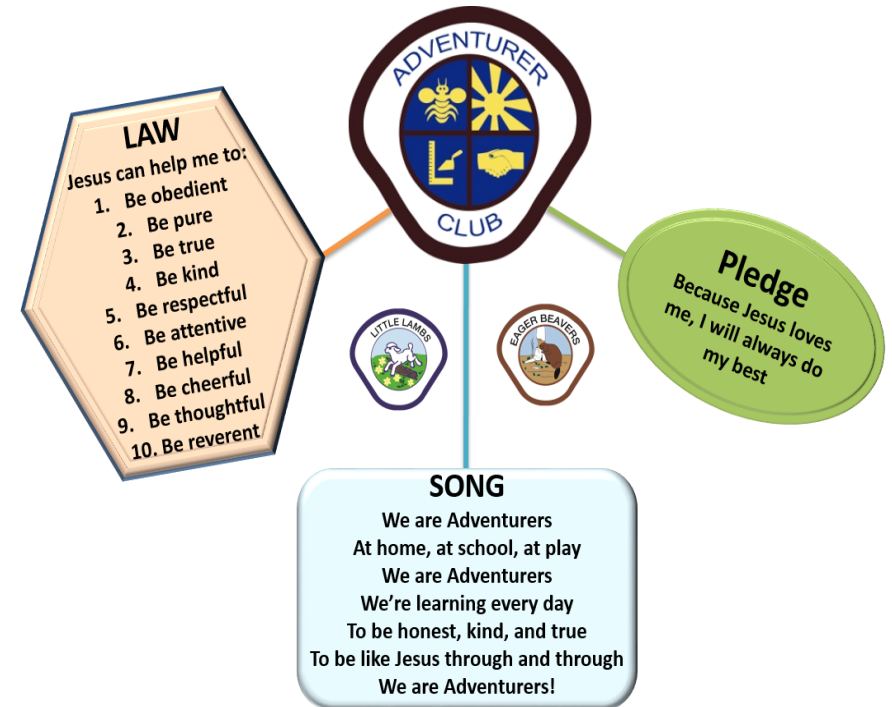 ADVENTURER
CLUB
LAW
Jesus can help me to:
1. Be obedient
2. Be pure
3. Be true
4. Be kind
5. Be respectful
6. Be attentive
7. Be helpful
8. Be cheerful
9. Be thoughtful
10. Be reverent
LITTLE LAMBS
EAGER BEAVERS
Pledge
Because Jesus loves
me, I will always do
my best
SONG
We are Adventurers
At home, at school, at play
We are Adventurers
We’re learning every day
To be honest, kind, and true
To be like Jesus through and through
We are Adventurers!